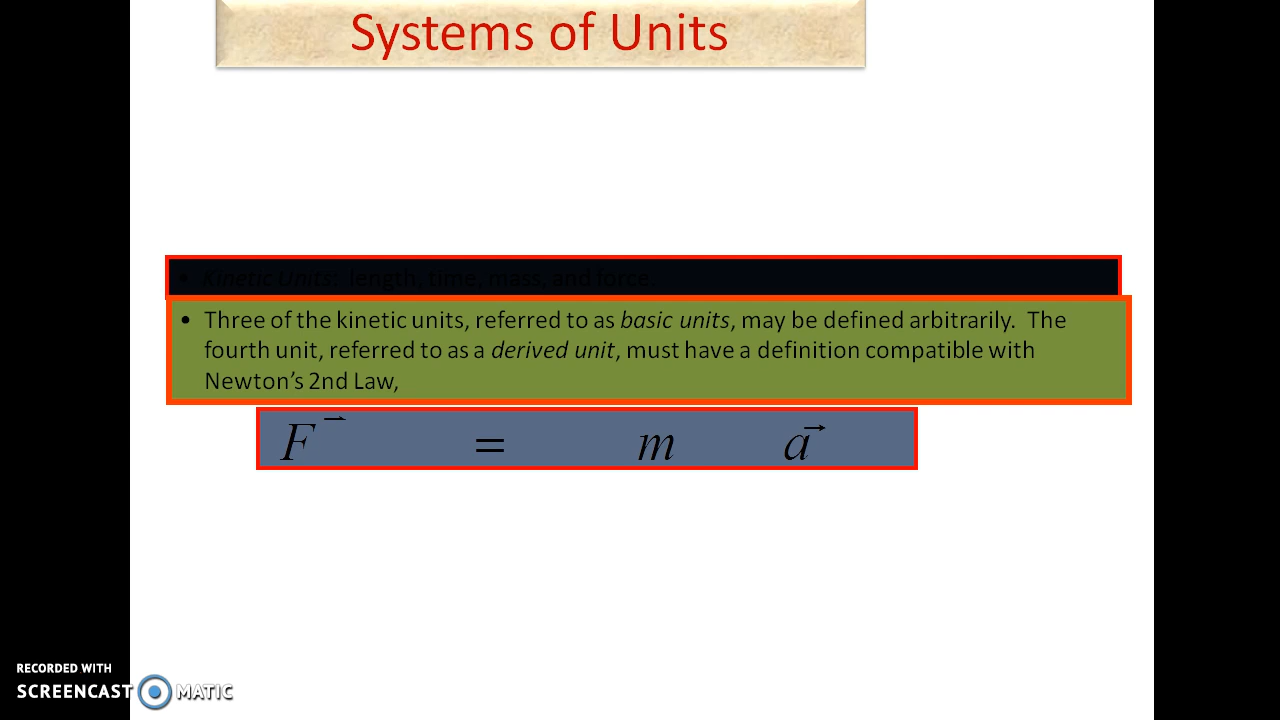 Systems of Units
• Kinetic Units: length, time, mass, and force.
• Three of the kinetic units, referred to as basic units, may be defined arbitrarily. The
fourth unit, referred to as a derived unit, must have a definition compatible with
Newton’s 2nd Law,
F⃗ = m a⃗
RECORDED WITH
SCREENCAST MATIC